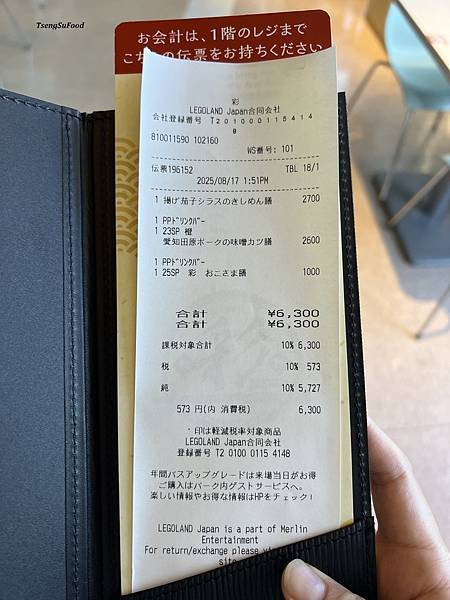 TsengSuFood
お会計は、1階のレジまで
こちらの伝票をお持ちください
彩
LEGOLAND Japan合同会社
会社登録番号 T201000115414
8
810011590 102160
WS番号: 101
伝票196152 TBL 18/1
2025/08/17 1:51PM
1 揚げ茄子シラスのきしめん膳 2700
1 PPﾄﾞﾘﾝｸﾊﾞｰ
1 23SP 橙
愛知田原ポークの味噌カツ膳 2600
1 PPﾄﾞﾘﾝｸﾊﾞｰ
1 25SP 彩 おこさま膳 1000
合計 ¥6,300
合計 ¥6,300
課税対象合計 10% 6,300
税 10% 573
純 10% 5,727
573 円(内 消費税) 6,300
* 印は軽減税率対象商品
LEGOLAND Japan合同会社
登録番号 T2 0100 0115 4148
年間パスアップグレードは来場当日がお得
ご購入はパーク内ゲストサービスへ。
楽しい情報やお得な情報はHPをチェック!
LEGOLAND Japan is a part of Merlin
Entertainment
For return/exchange please
site